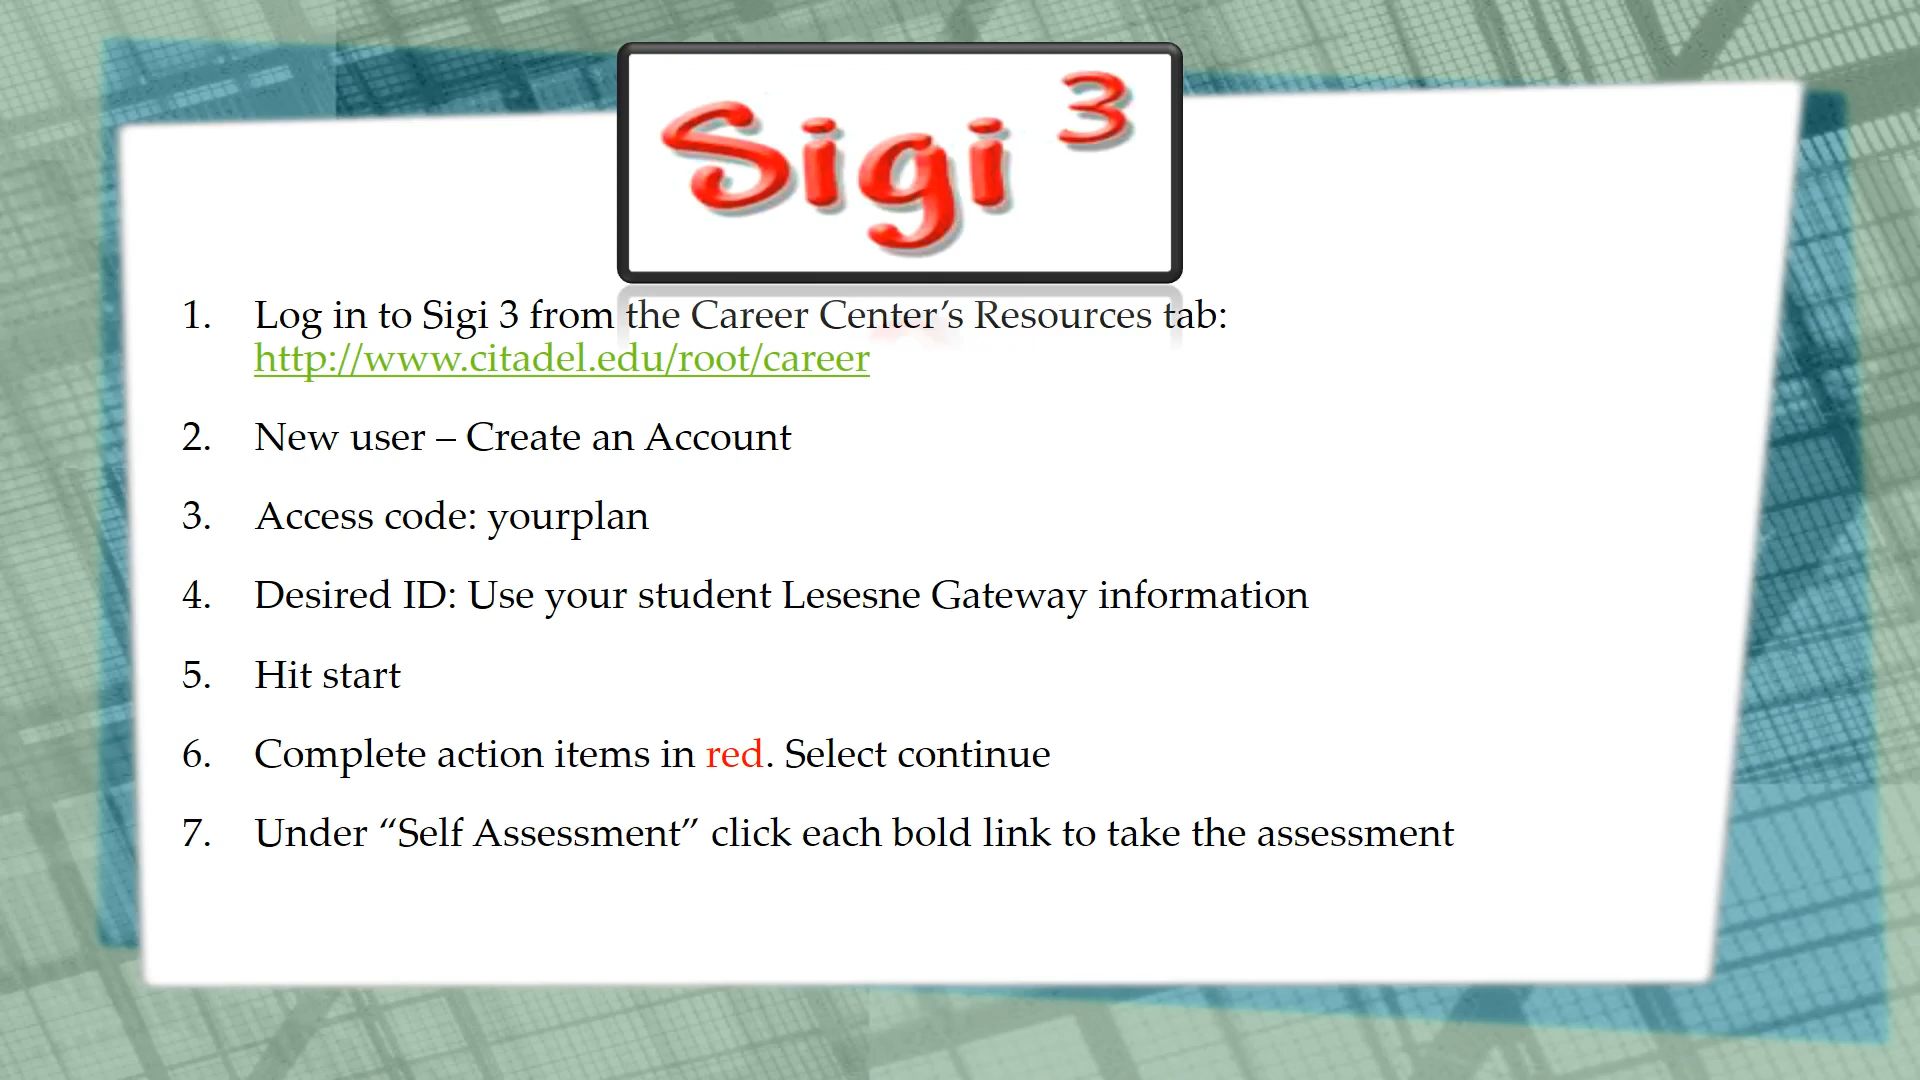 Sigi 3
1. Log in to Sigi 3 from the Career Center’s Resources tab:
http://www.citadel.edu/root/career
2. New user – Create an Account
3. Access code: yourplan
4. Desired ID: Use your student Lesesne Gateway information
5. Hit start
6. Complete action items in red. Select continue
7. Under “Self Assessment” click each bold link to take the assessment